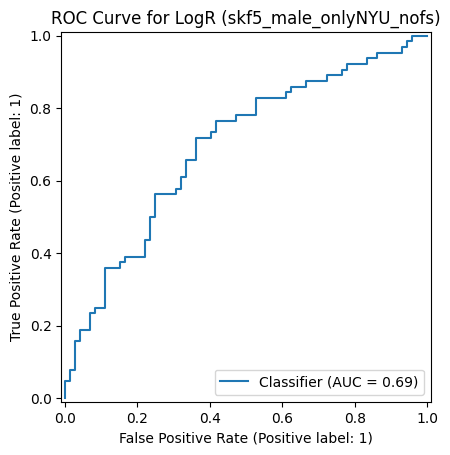 ROC Curve for LogR (skf5_male_onlyNYU_nofs)
True Positive Rate (Positive label: 1)
1.0
0.8
0.6
0.4
0.2
0.0
Classifier (AUC = 0.69)
0.0 0.2 0.4 0.6 0.8 1.0
False Positive Rate (Positive label: 1)